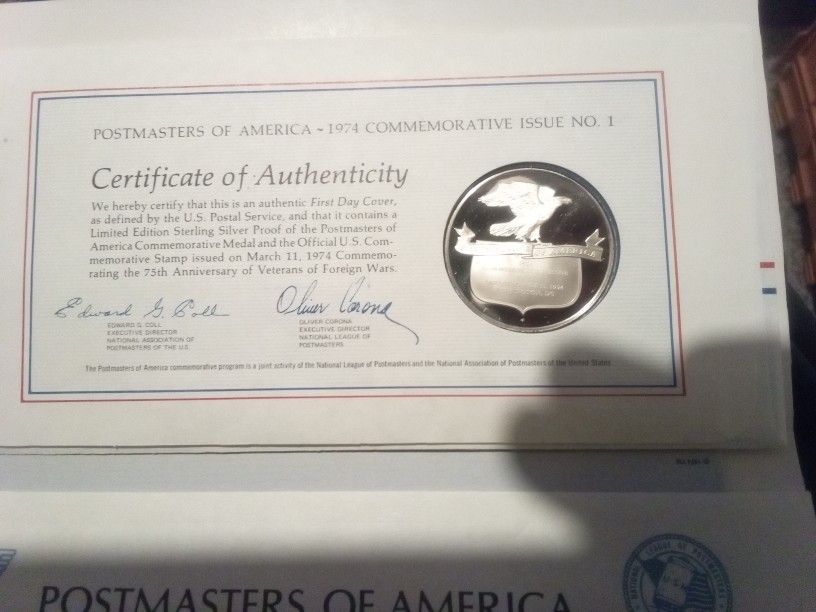 POSTMASTERS OF AMERICA ~ 1974 COMMEMORATIVE ISSUE NO. 1
Certificate of Authenticity
We hereby certify that this is an authentic First Day Cover,
as defined by the U.S. Postal Service, and that it contains a
Limited Edition Sterling Silver Proof of the Postmasters of
America Commemorative Medal and the Official U.S. Com-
memorative Stamp issued on March 11, 1974 Commemo-
rating the 75th Anniversary of Veterans of Foreign Wars.
Edward G. Coll
EDWARD G. COLL
EXECUTIVE DIRECTOR
NATIONAL ASSOCIATION OF
POSTMASTERS OF THE U.S.
Oliver Corona
OLIVER CORONA
EXECUTIVE DIRECTOR
NATIONAL LEAGUE OF
POSTMASTERS
AMERICA
The Postmasters of America commemorative program is a joint activity of the National League of Postmasters and the National Association of Postmasters of the United States
POSTMASTERS OF AMERICA
LEAGUE OF POSTMASTERS